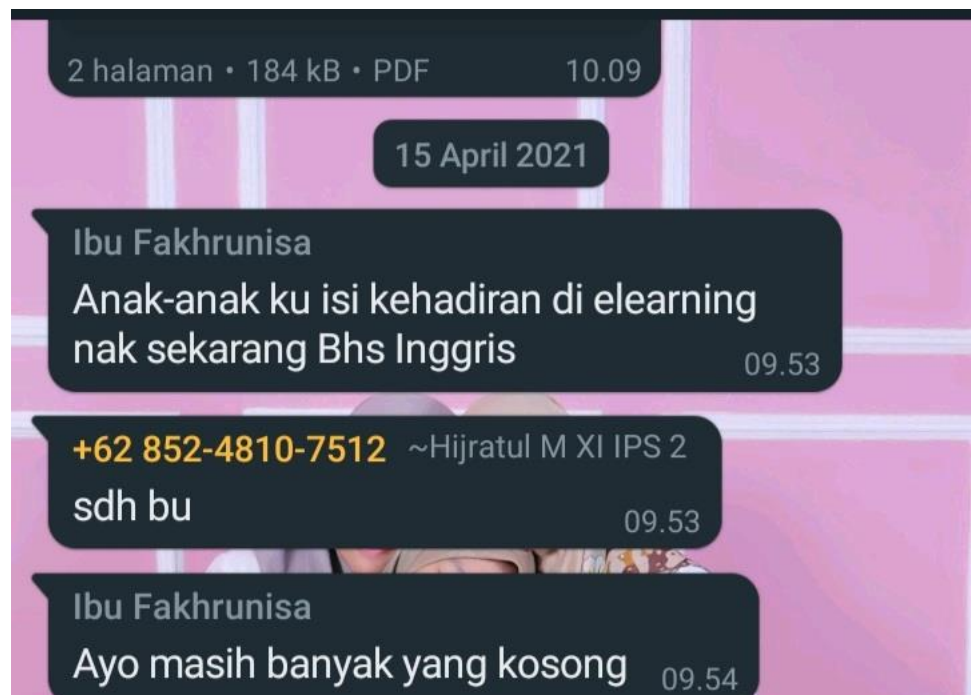 2 halaman • 184 kB • PDF 10.09
15 April 2021
Ibu Fakhrunisa
Anak-anak ku isi kehadiran di elearning
nak sekarang Bhs Inggris 09.53
+62 852-4810-7512 ~Hijratul M XI IPS 2
sdh bu 09.53
Ibu Fakhrunisa
Ayo masih banyak yang kosong 09.54